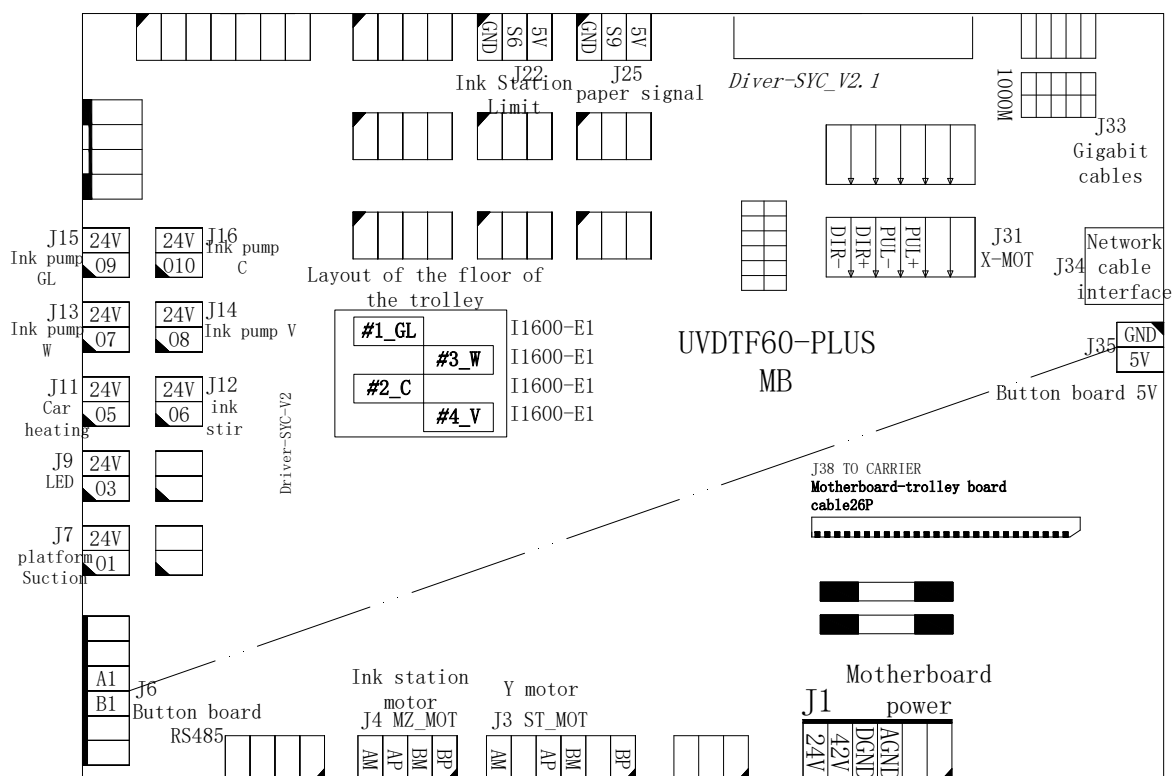 GND S6 5V
J22
Ink Station
Limit
GND S9 5V
J25
paper signal
Diver-SYC_V2.1
1000M
J33
Gigabit
cables
J15
Ink pump
GL
24V
09
24V
010
J16
Ink pump
C
DIR- DIR+ PUL- PUL+
J31
X-MOT
J34
Network
cable
interface
J13
Ink pump
W
24V
07
24V
08
J14
Ink pump V
Layout of the floor of
the trolley
#1_GL
I1600-E1
#3_W
I1600-E1
#2_C
I1600-E1
#4_V
I1600-E1
UVDTF60-PLUS
MB
J35
GND
5V
Button board 5V
J11
Car
heating
24V
05
24V
06
J12
ink
stir
Driver-SYC-V2
J9
LED
24V
03
J38 TO CARRIER
Motherboard-trolley board
cable26P
J7
platform
Suction
24V
01
A1
B1
J6
Button board
RS485
Ink station
motor
J4 MZ_MOT
AM AP BM BP
Y motor
J3 ST_MOT
AM AP BM BP
Motherboard
power
J1
24V 42V DGND AGND